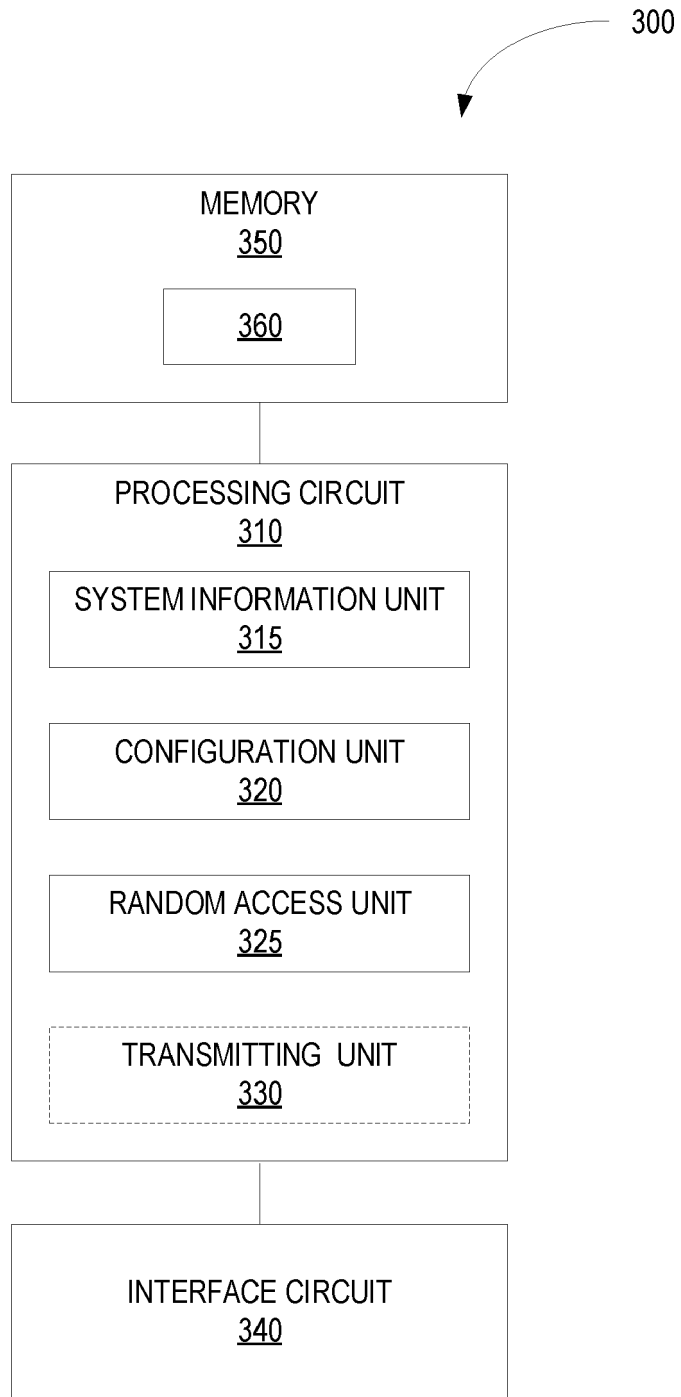 300
MEMORY
350
360
PROCESSING CIRCUIT
310
SYSTEM INFORMATION UNIT
315
CONFIGURATION UNIT
320
RANDOM ACCESS UNIT
325
TRANSMITTING UNIT
330
INTERFACE CIRCUIT
340